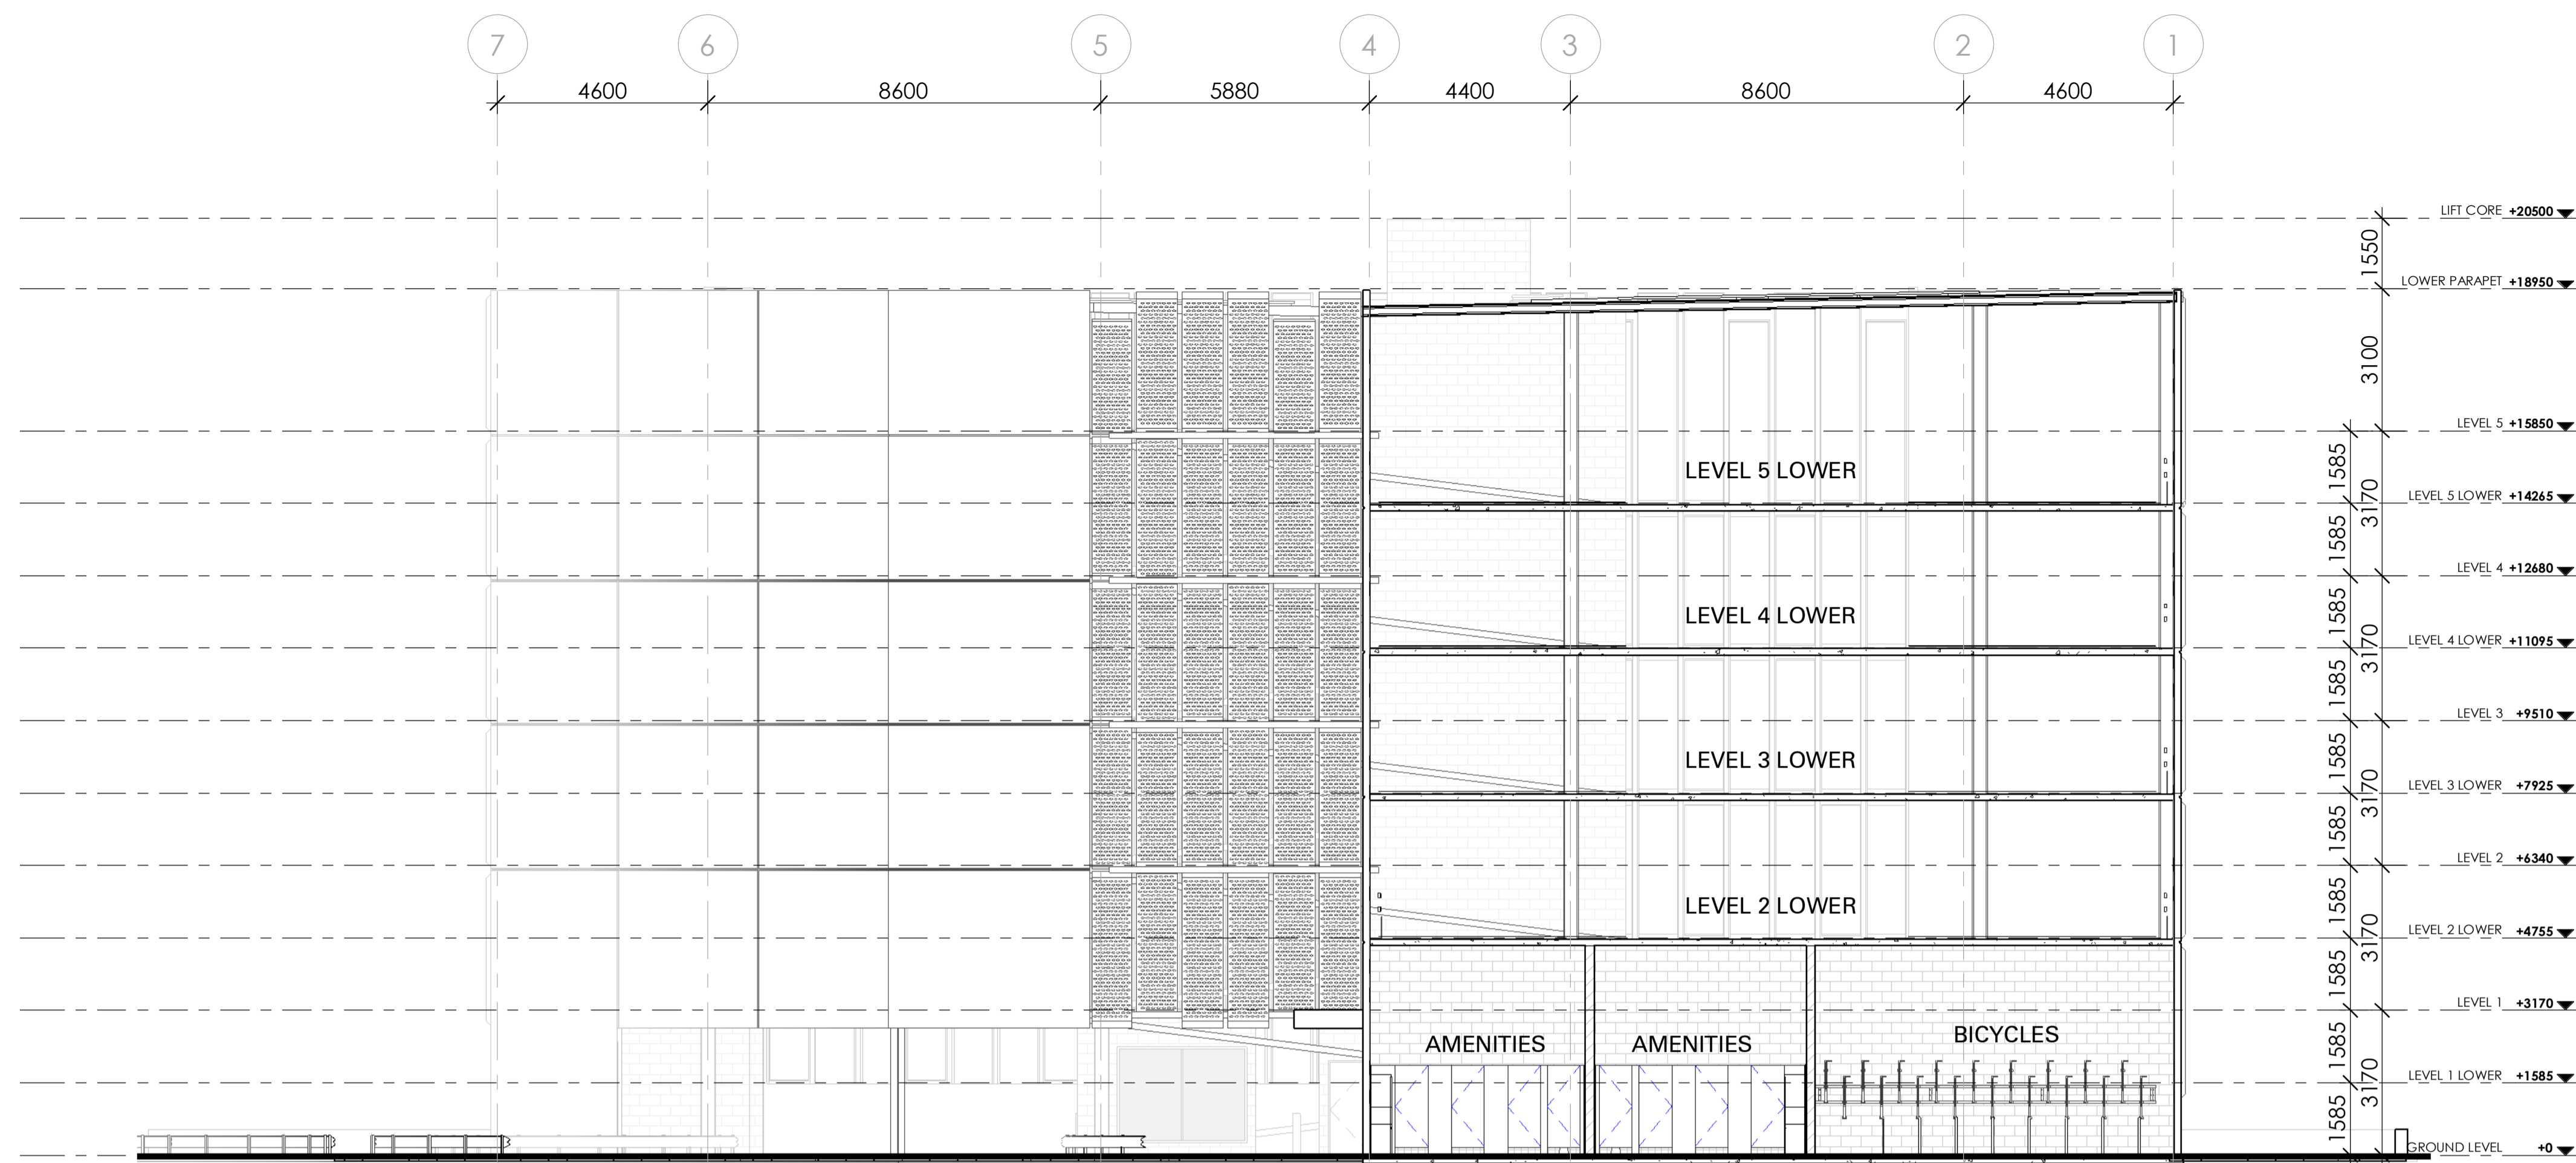 7 6 5 4 3 2 1
4600 8600 5880 4400 8600 4600
LIFT CORE +20500
1550
LOWER PARAPET +18950
3100
LEVEL 5 +15850
1585
LEVEL 5 LOWER
3170
LEVEL 5 LOWER +14265
1585
LEVEL 4 +12680
1585
LEVEL 4 LOWER
3170
LEVEL 4 LOWER +11095
1585
LEVEL 3 +9510
1585
LEVEL 3 LOWER
3170
LEVEL 3 LOWER +7925
1585
LEVEL 2 +6340
1585
LEVEL 2 LOWER
3170
LEVEL 2 LOWER +4755
1585
LEVEL 1 +3170
AMENITIES AMENITIES BICYCLES
1585
3170
LEVEL 1 LOWER +1585
1585
GROUND LEVEL +0